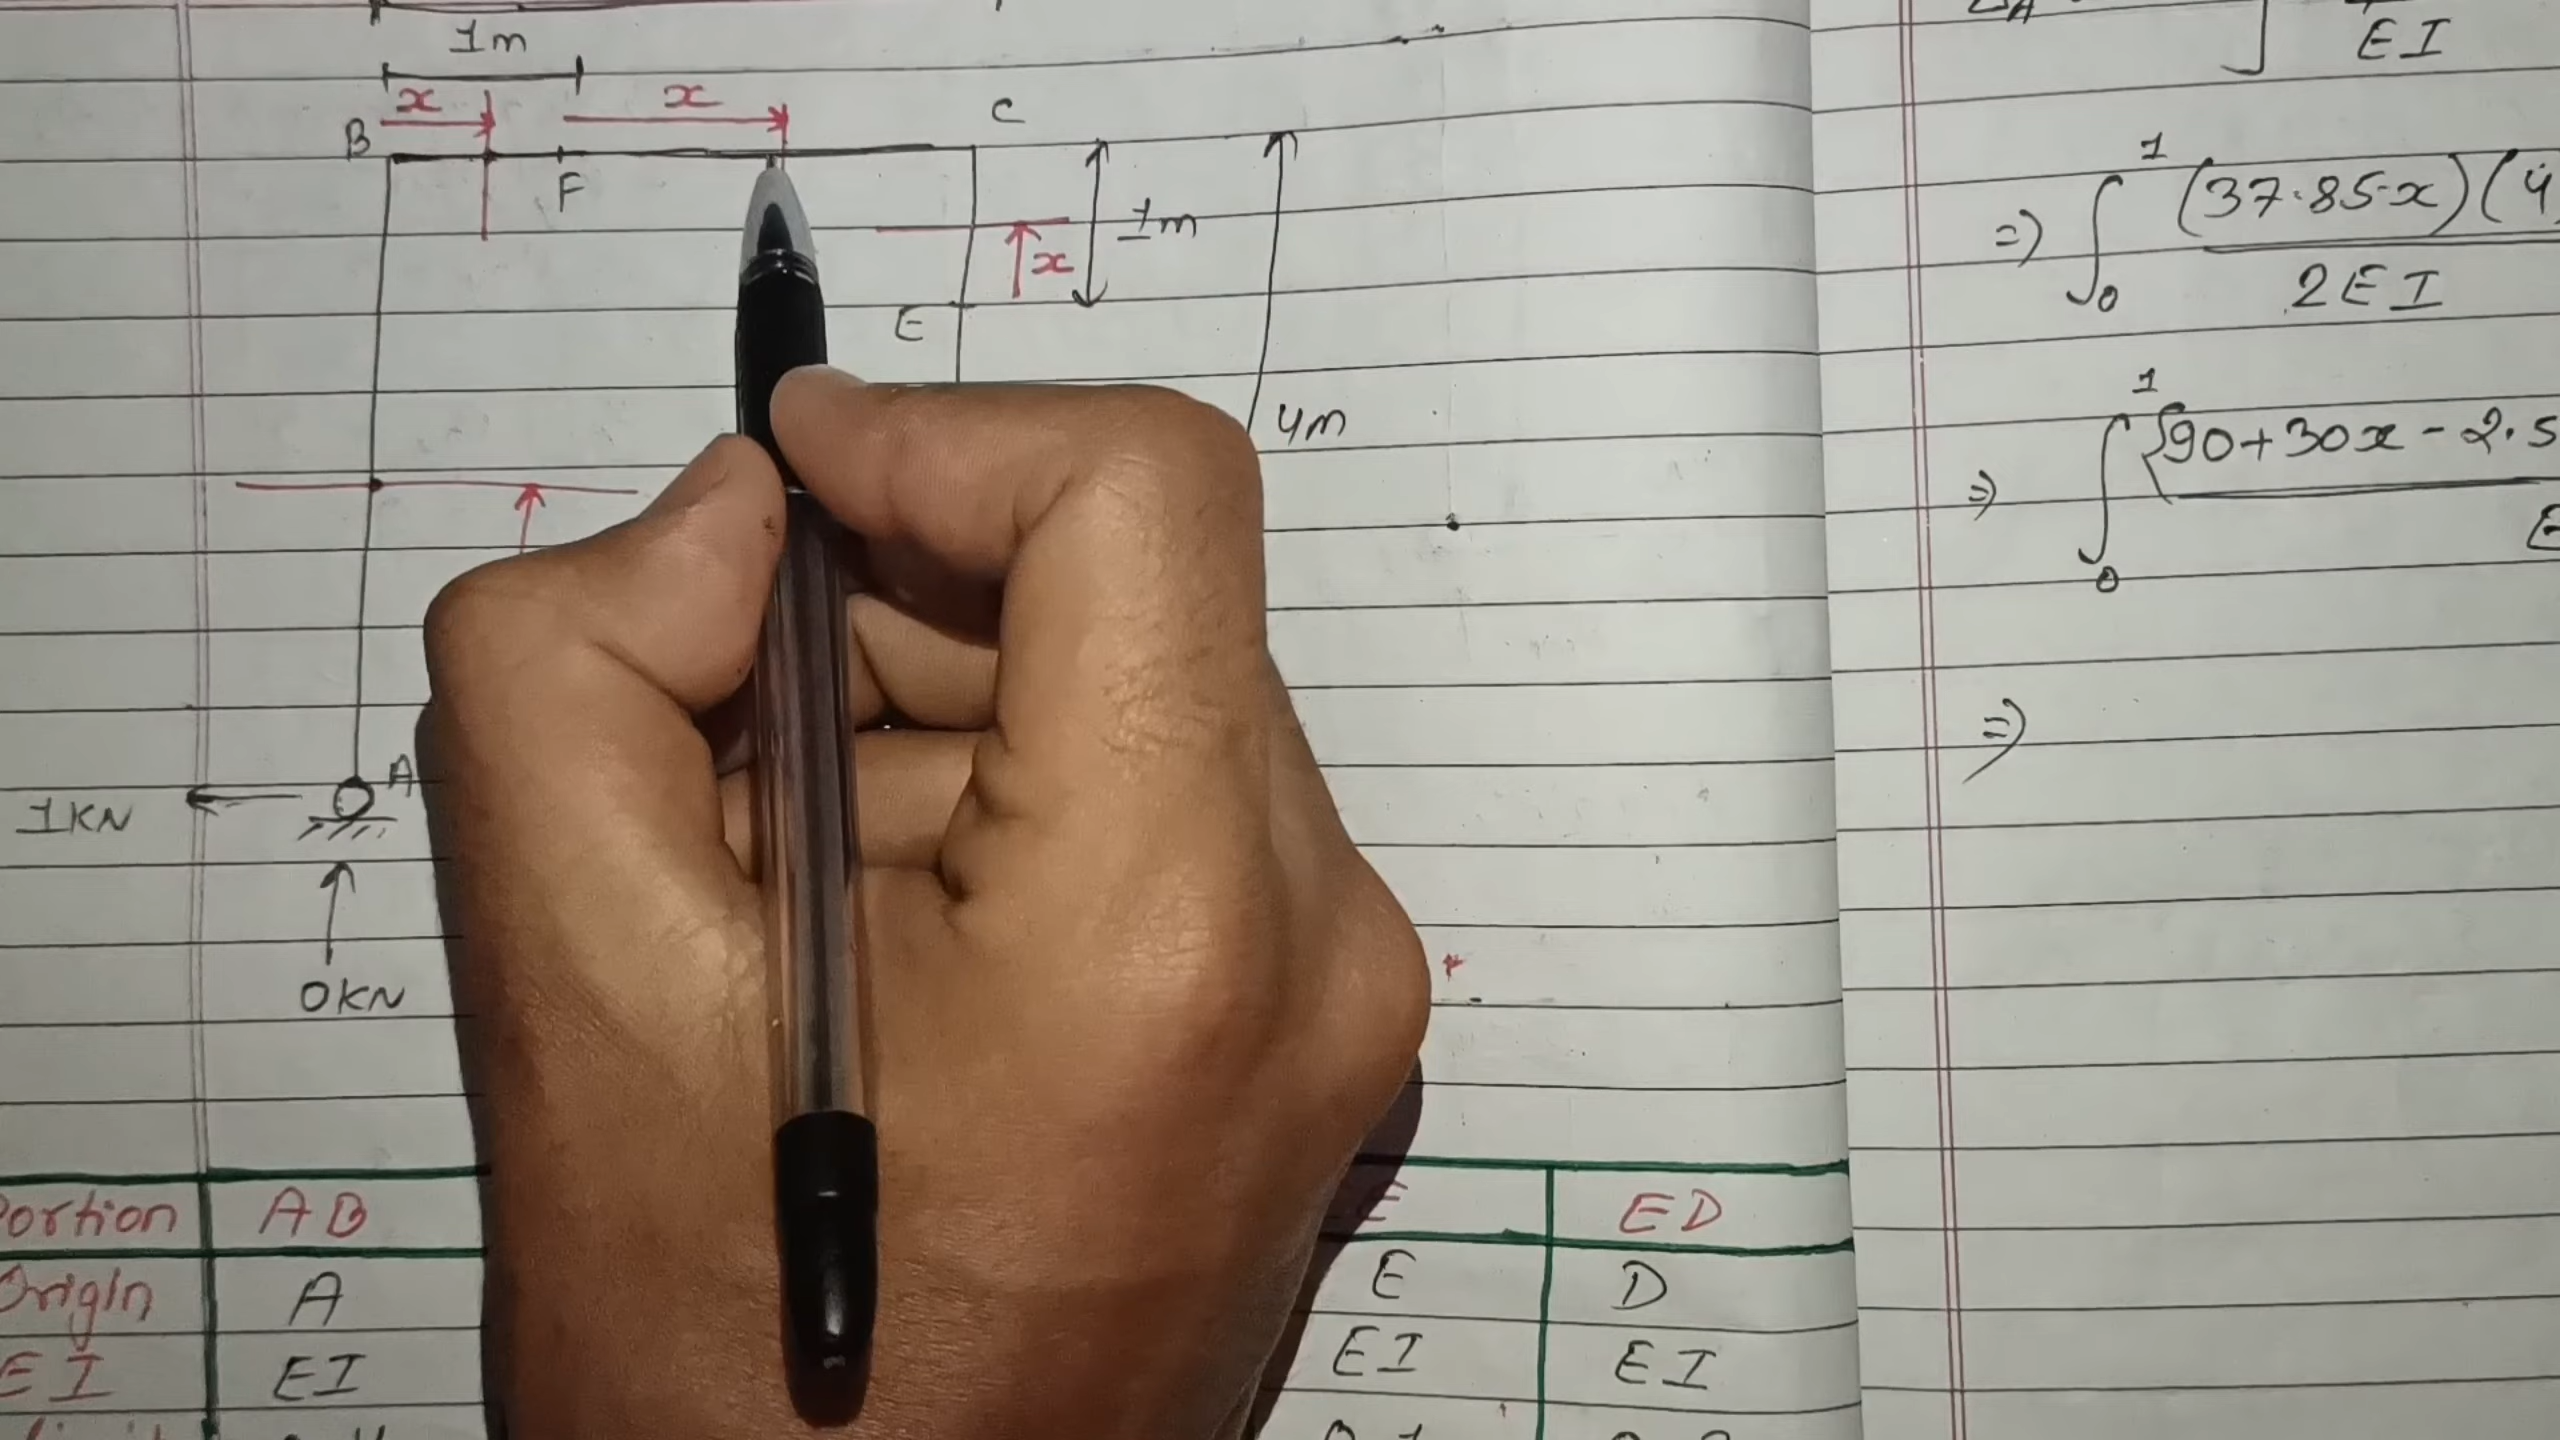 1m
x x
B C
F
1m
x
E
4m
A
1KN
0KN
Portion AB E ED
Origin A E D
EI EI EI EI
A
EI
1
=> ∫ (37.85x)(4
0 2EI
1
=> ∫ {90+30x-2.5
0 E
=>